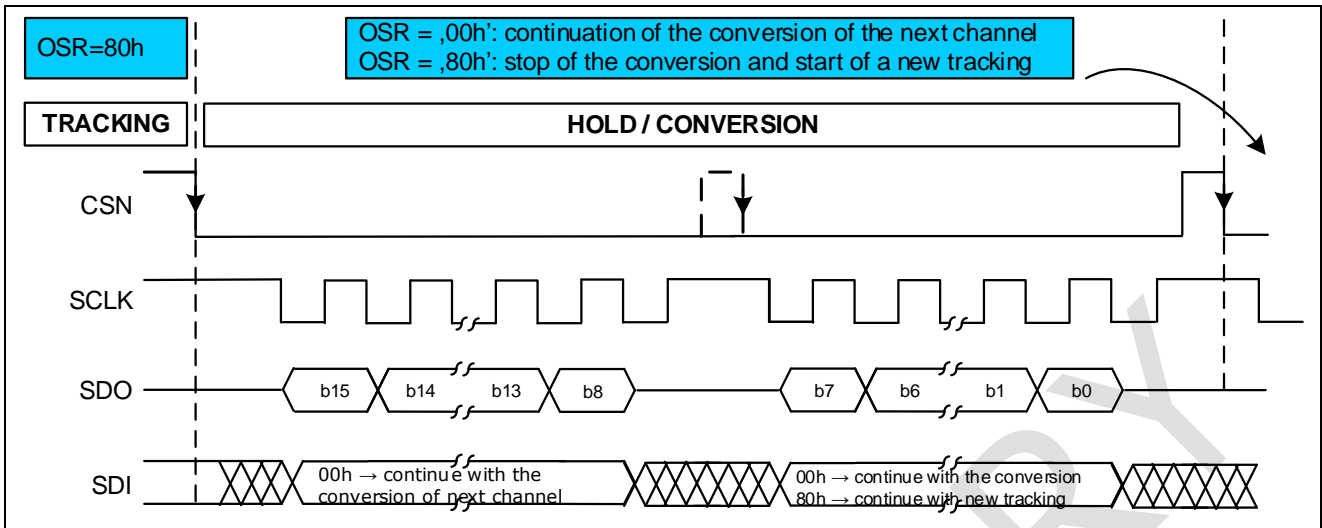 OSR=80h
OSR = ,00h': continuation of the conversion of the next channel
OSR = ,80h': stop of the conversion and start of a new tracking
TRACKING
HOLD / CONVERSION
CSN
SCLK
SDO
b15
b14
b13
b8
b7
b6
b1
b0
SDI
00h → continue with the
conversion of next channel
00h → continue with the conversion
80h → continue with new tracking
RY